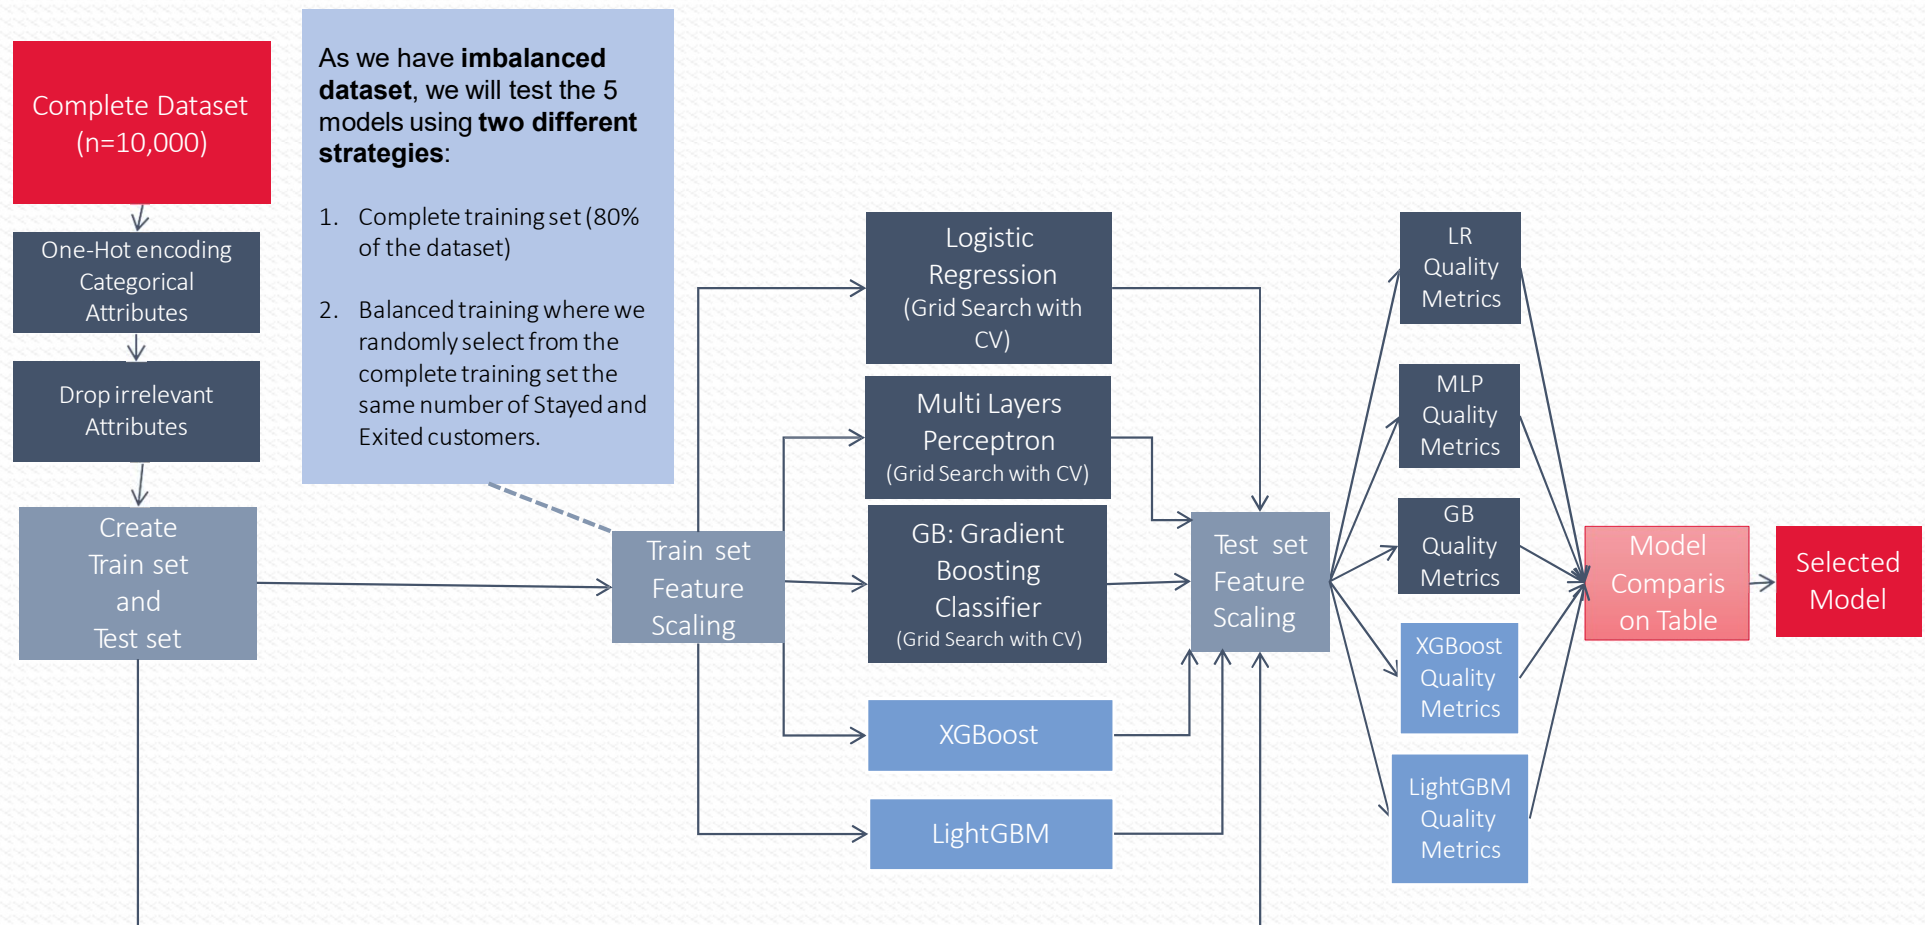 Complete Dataset
(n=10,000)
One-Hot encoding
Categorical
Attributes
Drop irrelevant
Attributes
Create
Train set
and
Test set
As we have imbalanced
dataset, we will test the 5
models using two different
strategies:
1. Complete training set (80%
of the dataset)
2. Balanced training where we
randomly select from the
complete training set the
same number of Stayed and
Exited customers.
Train set
Feature
Scaling
Logistic
Regression
(Grid Search with
CV)
Multi Layers
Perceptron
(Grid Search with CV)
GB: Gradient
Boosting
Classifier
(Grid Search with CV)
XGBoost
LightGBM
Test set
Feature
Scaling
LR
Quality
Metrics
MLP
Quality
Metrics
GB
Quality
Metrics
XGBoost
Quality
Metrics
LightGBM
Quality
Metrics
Model
Comparis
on Table
Selected
Model